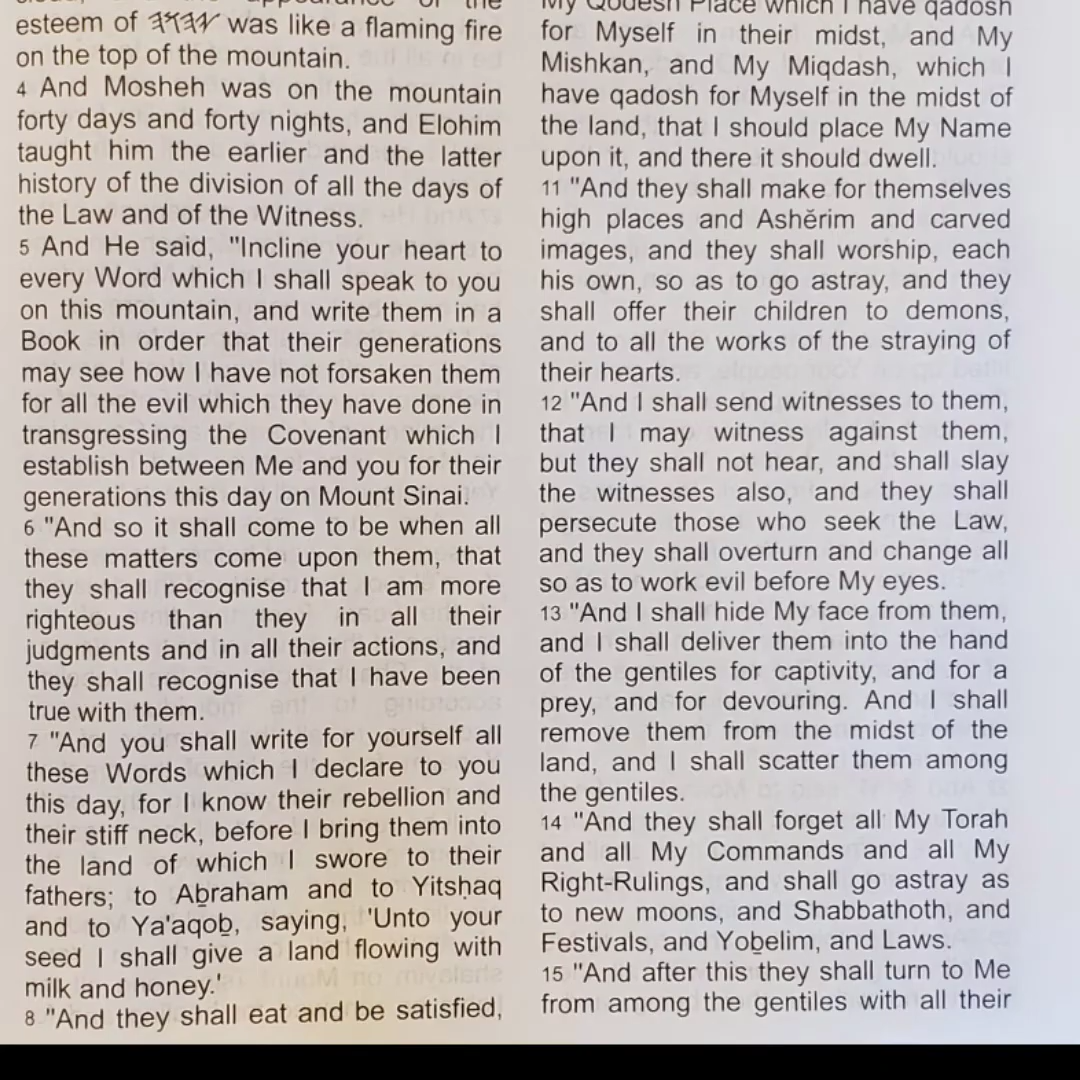 esteem of 𐤉𐤄𐤅𐤄 was like a flaming fire
on the top of the mountain.
4 And Mosheh was on the mountain
forty days and forty nights, and Elohim
taught him the earlier and the latter
history of the division of all the days of
the Law and of the Witness.
5 And He said, "Incline your heart to
every Word which I shall speak to you
on this mountain, and write them in a
Book in order that their generations
may see how I have not forsaken them
for all the evil which they have done in
transgressing the Covenant which I
establish between Me and you for their
generations this day on Mount Sinai.
6 "And so it shall come to be when all
these matters come upon them, that
they shall recognise that I am more
righteous than they in all their
judgments and in all their actions, and
they shall recognise that I have been
true with them.
7 "And you shall write for yourself all
these Words which I declare to you
this day, for I know their rebellion and
their stiff neck, before I bring them into
the land of which I swore to their
fathers; to Aḇraham and to Yitsḥaq
and to Ya'aqoḇ, saying, 'Unto your
seed I shall give a land flowing with
milk and honey.'
8 "And they shall eat and be satisfied,
My Qodesh Place which I have qadosh
for Myself in their midst, and My
Mishkan, and My Miqdash, which I
have qadosh for Myself in the midst of
the land, that I should place My Name
upon it, and there it should dwell.
11 "And they shall make for themselves
high places and Ashĕrim and carved
images, and they shall worship, each
his own, so as to go astray, and they
shall offer their children to demons,
and to all the works of the straying of
their hearts.
12 "And I shall send witnesses to them,
that I may witness against them,
but they shall not hear, and shall slay
the witnesses also, and they shall
persecute those who seek the Law,
and they shall overturn and change all
so as to work evil before My eyes.
13 "And I shall hide My face from them,
and I shall deliver them into the hand
of the gentiles for captivity, and for a
prey, and for devouring. And I shall
remove them from the midst of the
land, and I shall scatter them among
the gentiles.
14 "And they shall forget all My Torah
and all My Commands and all My
Right-Rulings, and shall go astray as
to new moons, and Shabbathoth, and
Festivals, and Yoḇelim, and Laws.
15 "And after this they shall turn to Me
from among the gentiles with all their